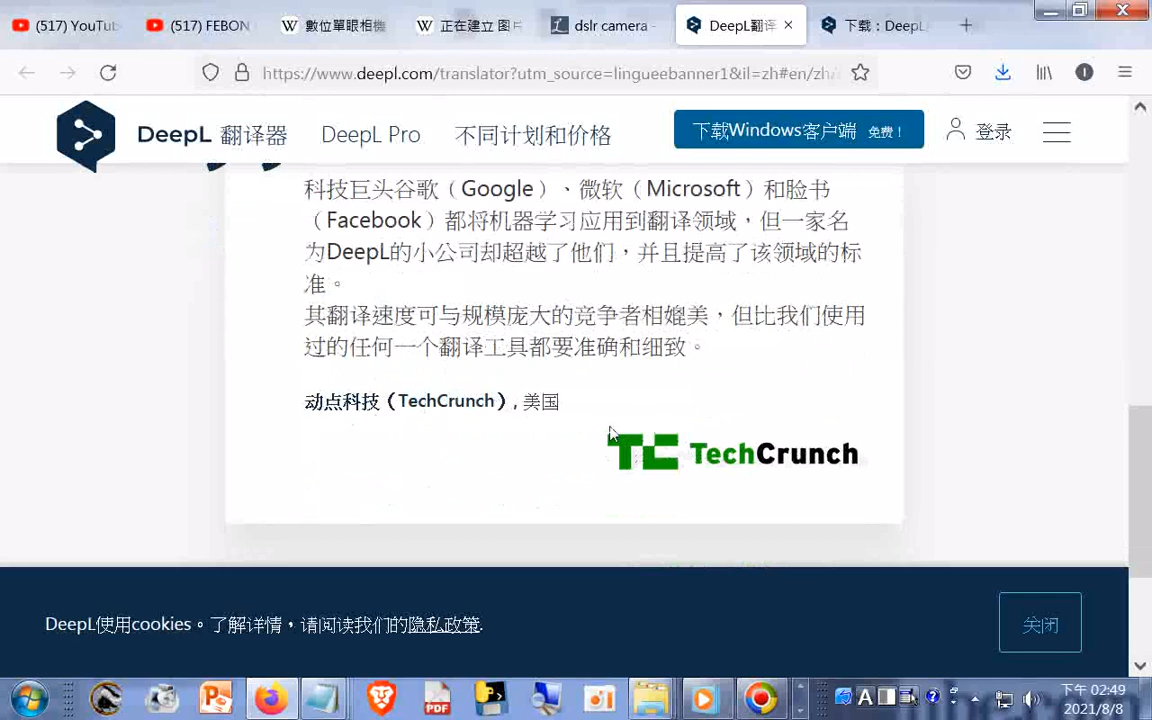 (517) YouTub
(517) FEBON
數位單眼相機
正在建立 图片
dslr camera -
DeepL翻译
下载：DeepL
https://www.deepl.com/translator?utm_source=lingueebanner1&il=zh#en/zh/
DeepL 翻译器
DeepL Pro
不同计划和价格
下载Windows客户端 免费！
登录
科技巨头谷歌（Google）、微软（Microsoft）和脸书
（Facebook）都将机器学习应用到翻译领域，但一家名
为DeepL的小公司却超越了他们，并且提高了该领域的标
准。
其翻译速度可与规模庞大的竞争者相媲美，但比我们使用
过的任何一个翻译工具都要准确和细致。
动点科技（TechCrunch）, 美国
TC TechCrunch
DeepL使用cookies。了解详情，请阅读我们的隐私政策.
关闭
下午 02:49
2021/8/8